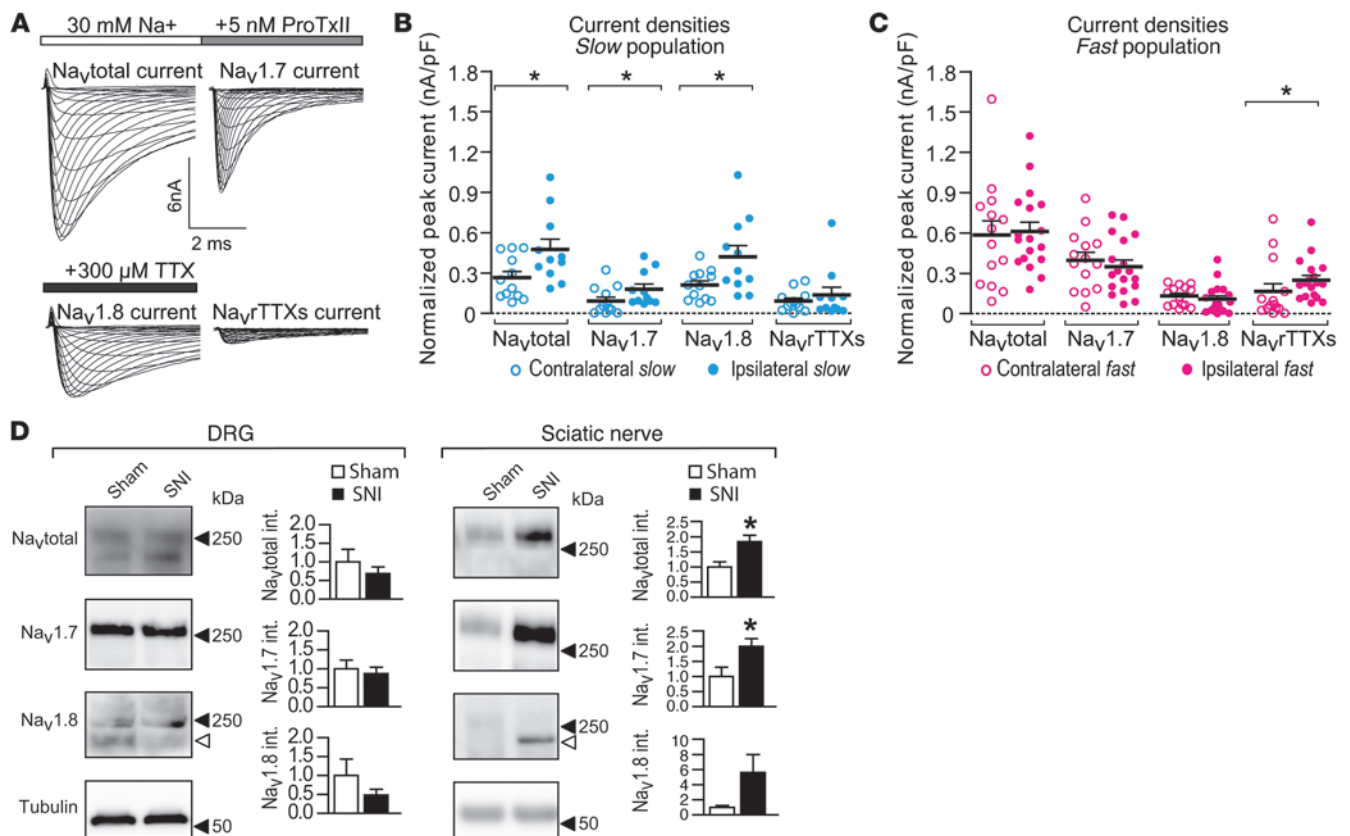 A
30 mM Na+ +5 nM ProTxII
Naᵥtotal current Naᵥ1.7 current
6nA
2 ms
+300 µM TTX
Naᵥ1.8 current NaᵥrTTXs current
B
Current densities
Slow population
Normalized peak current (nA/pF)
1.8
1.5
1.2
0.9
0.6
0.3
0
* * *
Naᵥtotal Naᵥ1.7 Naᵥ1.8 NaᵥrTTXs
Contralateral slow Ipsilateral slow
C
Current densities
Fast population
Normalized peak current (nA/pF)
1.8
1.5
1.2
0.9
0.6
0.3
0
*
Naᵥtotal Naᵥ1.7 Naᵥ1.8 NaᵥrTTXs
Contralateral fast Ipsilateral fast
D
DRG
Sham SNI kDa
Sham
SNI
Naᵥtotal
250
Naᵥtotal int.
2.0
1.5
1.0
0.5
0.0
Naᵥ1.7
250
Naᵥ1.7 int.
2.0
1.5
1.0
0.5
0.0
Naᵥ1.8
250
Naᵥ1.8 int.
2.0
1.5
1.0
0.5
0.0
Tubulin
50
Sciatic nerve
Sham SNI kDa
Sham
SNI
250
Naᵥtotal int.
2.5
2.0
1.5
1.0
0.5
0.0
*
250
Naᵥ1.7 int.
2.5
2.0
1.5
1.0
0.5
0.0
*
250
Naᵥ1.8 int.
10
8
6
4
2
0
50